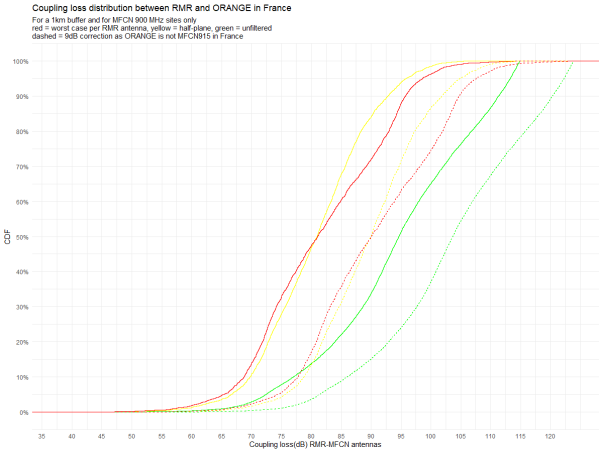 Coupling loss distribution between RMR and ORANGE in France
For a 1km buffer and for MFCN 900 MHz sites only
red = worst case per RMR antenna, yellow = half-plane, green = unfiltered
dashed = 9dB correction as ORANGE is not MFCN915 in France
100%
90%
80%
70%
60%
50%
40%
30%
20%
10%
0%
CDF
35 40 45 50 55 60 65 70 75 80 85 90 95 100 105 110 115 120
Coupling loss(dB) RMR-MFCN antennas